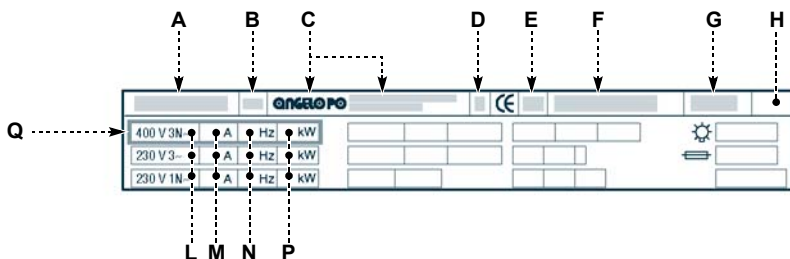 A B C D E F G H
ANGELO PO CE
Q
400 V 3N~ A Hz kW
230 V 3~ A Hz kW
230 V 1N~ A Hz kW
L M N P